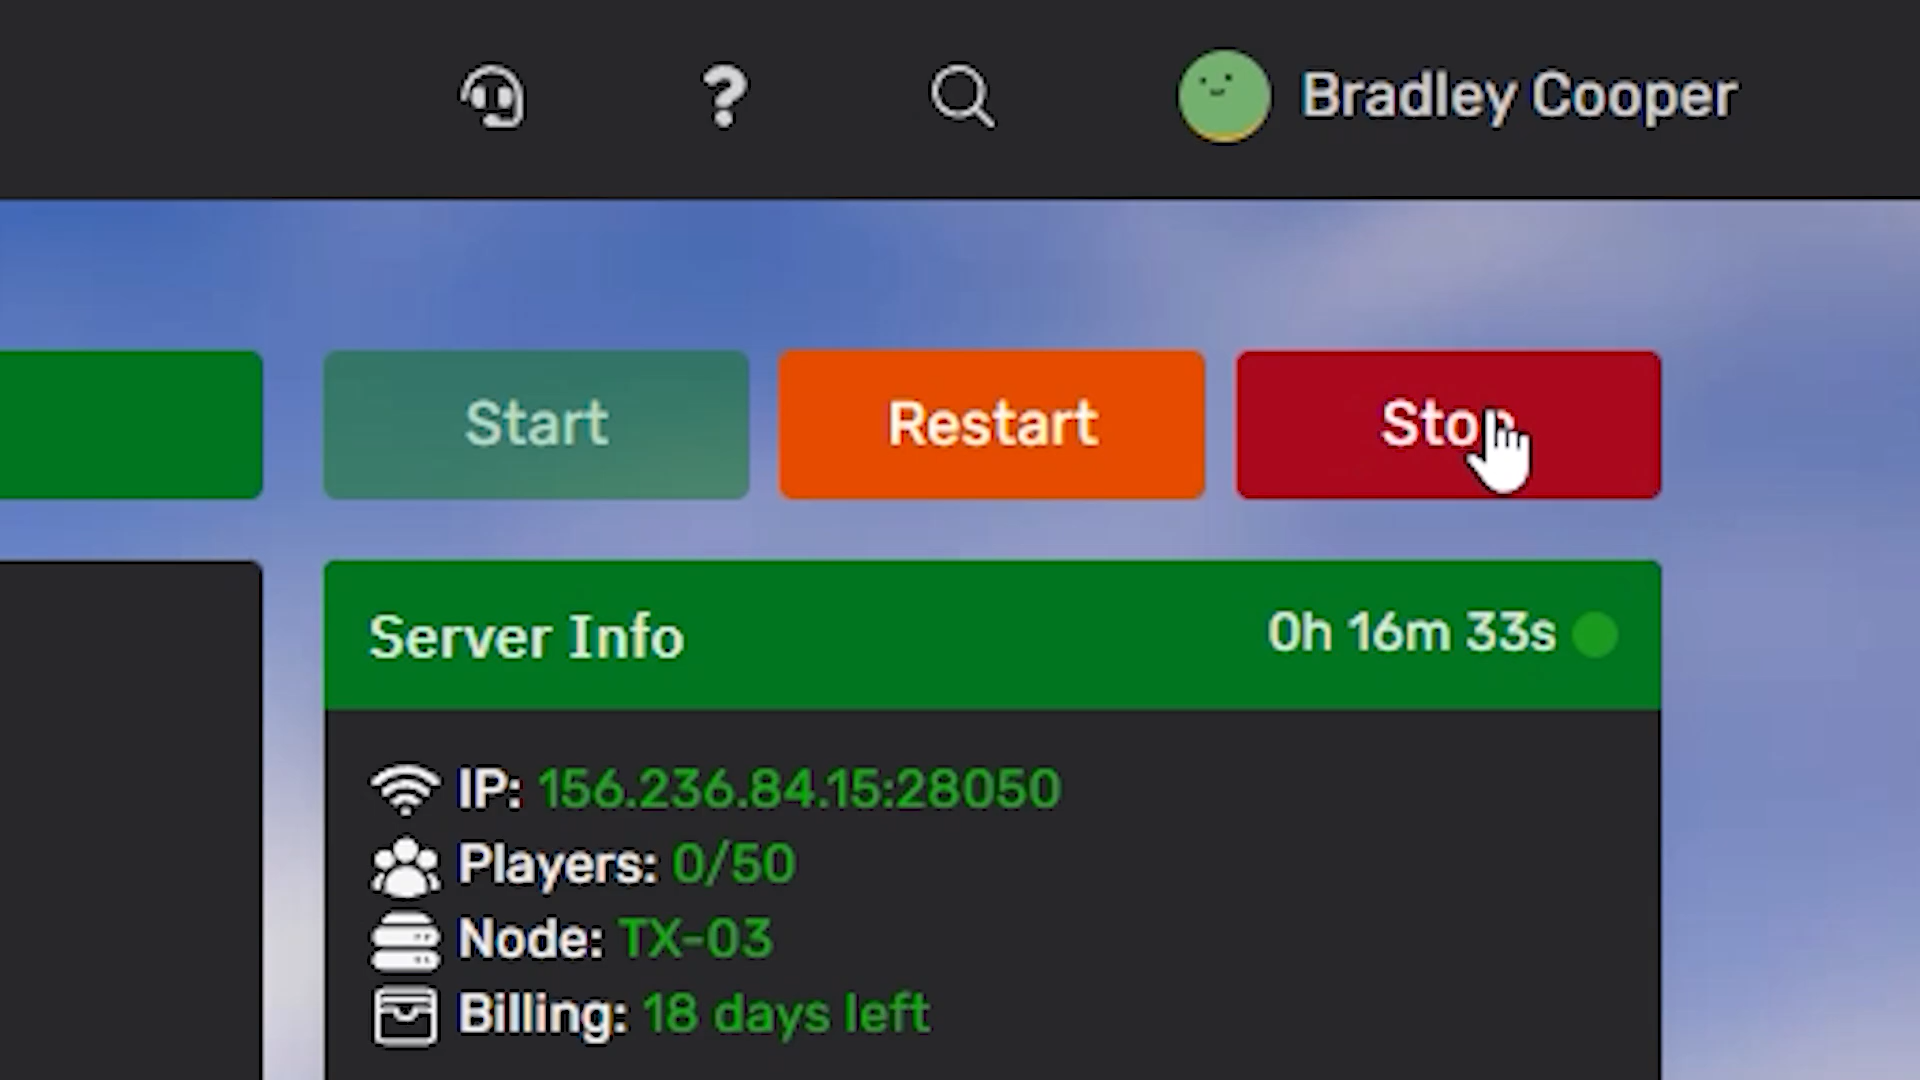 Bradley Cooper
Start
Restart
Stop
Server Info
0h 16m 33s
IP: 156.236.84.15:28050
Players: 0/50
Node: TX-03
Billing: 18 days left